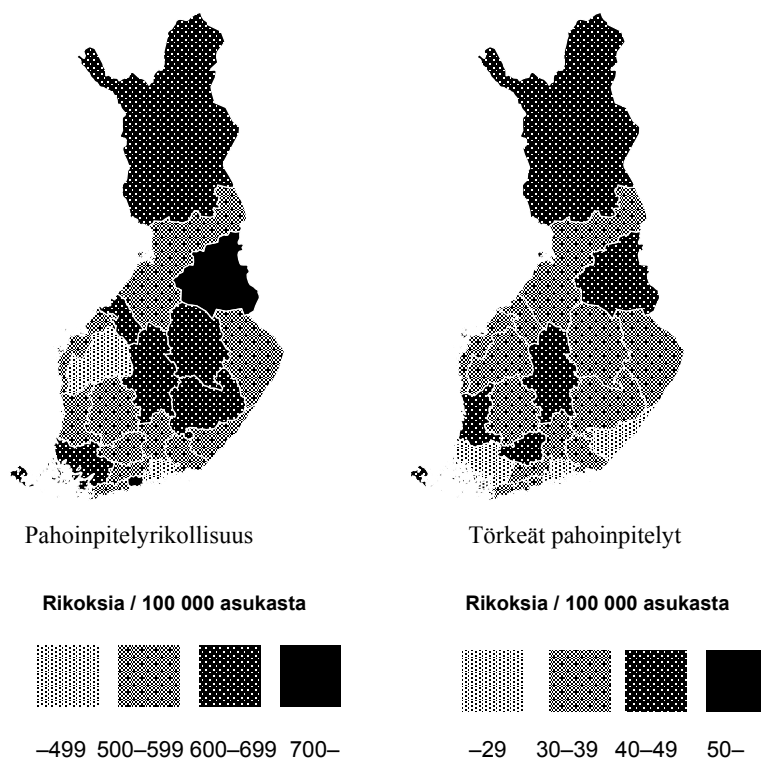 Pahoinpitelyrikollisuus
Törkeät pahoinpitelyt
Rikoksia / 100 000 asukasta
Rikoksia / 100 000 asukasta
–499 500–599 600–699 700–
–29 30–39 40–49 50–